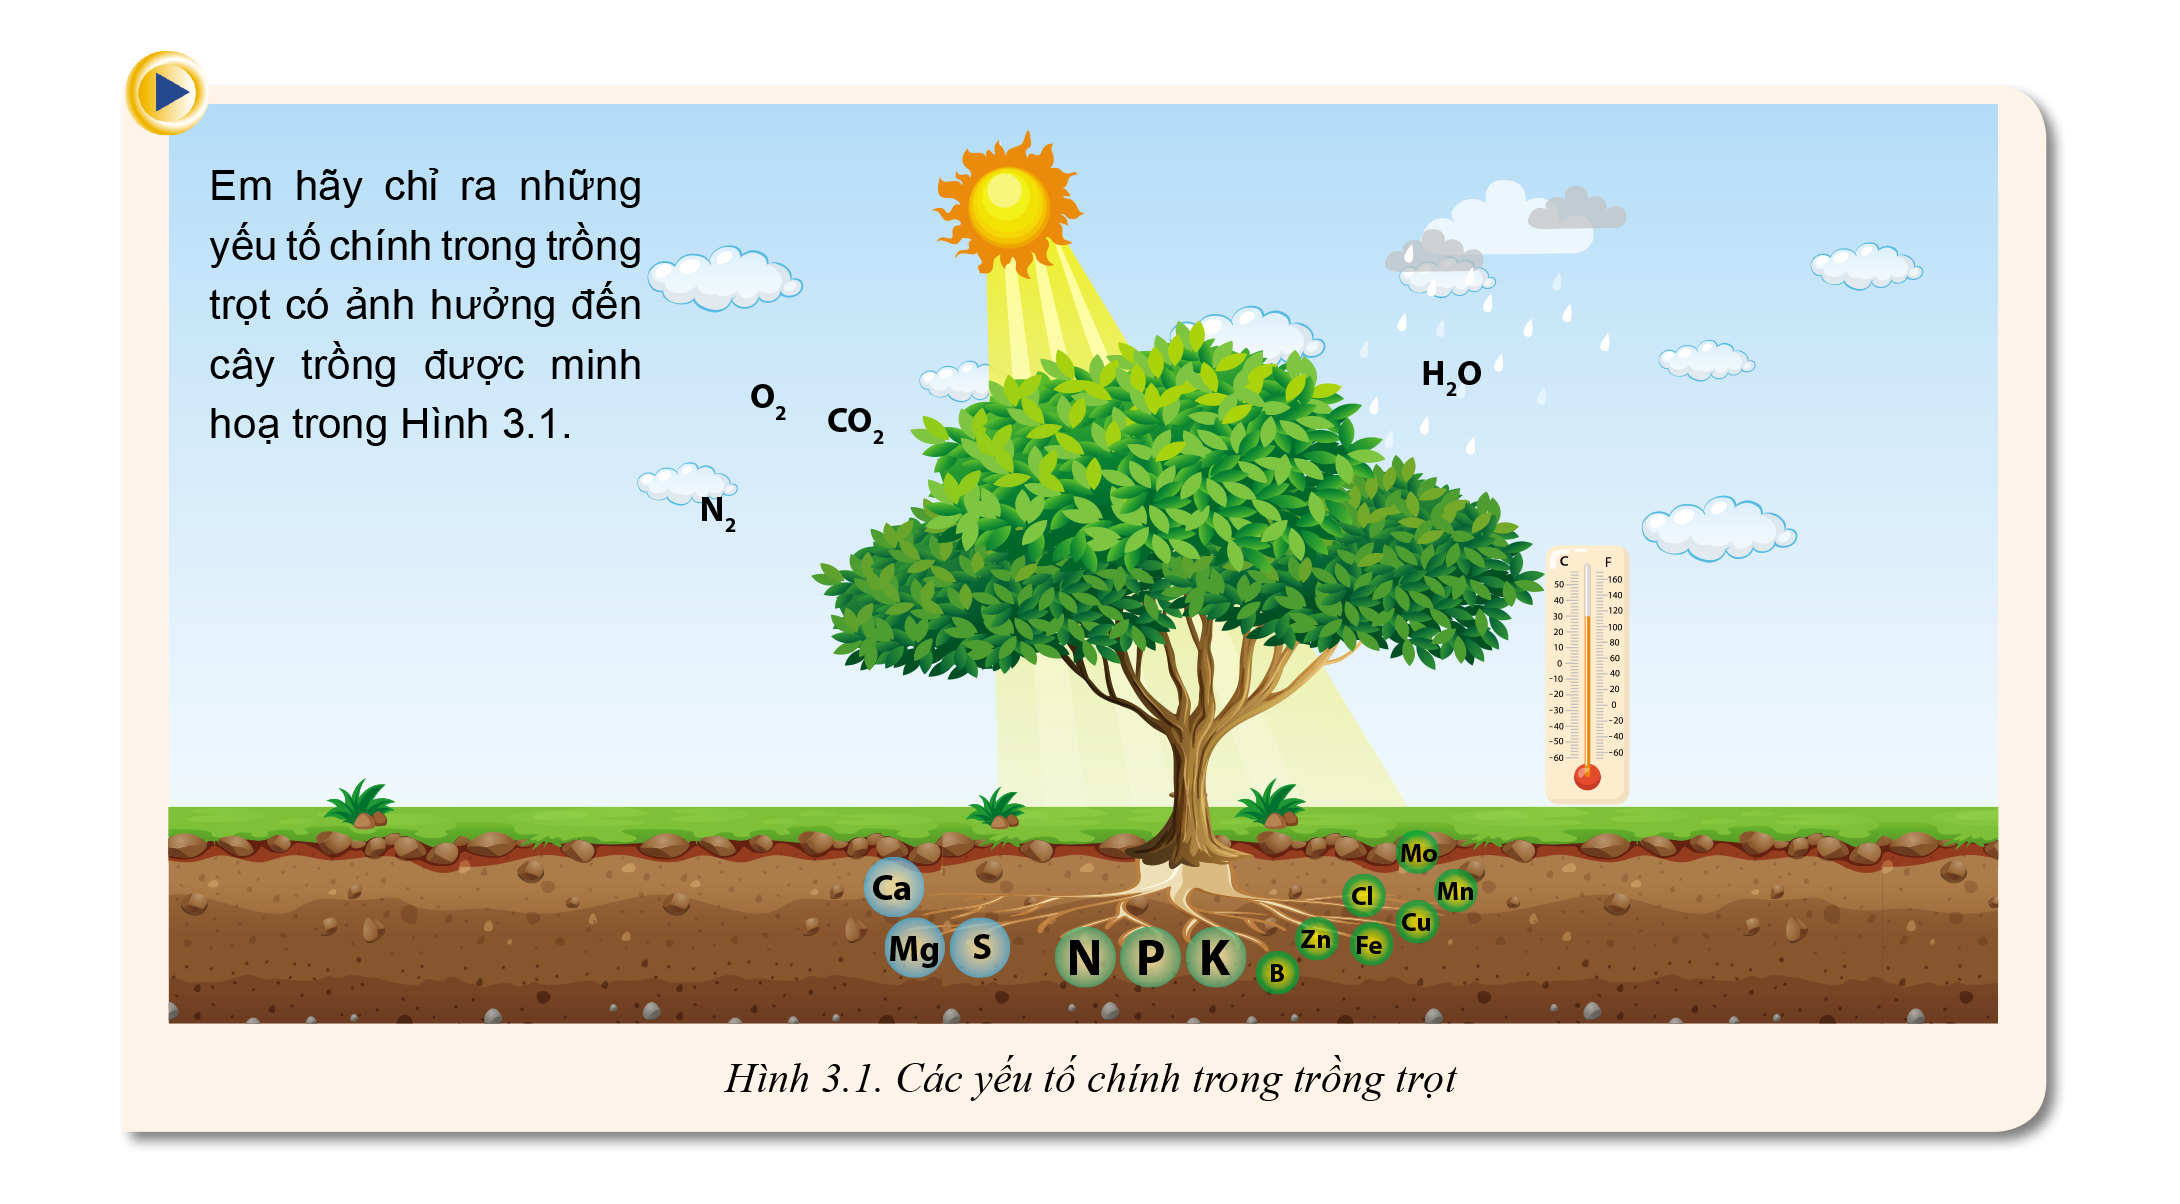 Em hãy chỉ ra những
yếu tố chính trong trồng
trọt có ảnh hưởng đến
cây trồng được minh
hoạ trong Hình 3.1.
O₂
CO₂
H₂O
N₂
C F
50 160
40 140
30 120
20 100
10 80
0 60
-10 40
-20 20
-30 0
-40 -20
-50 -40
-60 -60
Mo
Ca
Cl
Mn
Cu
Mg
S
N
P
K
Zn
Fe
B
Hình 3.1. Các yếu tố chính trong trồng trọt